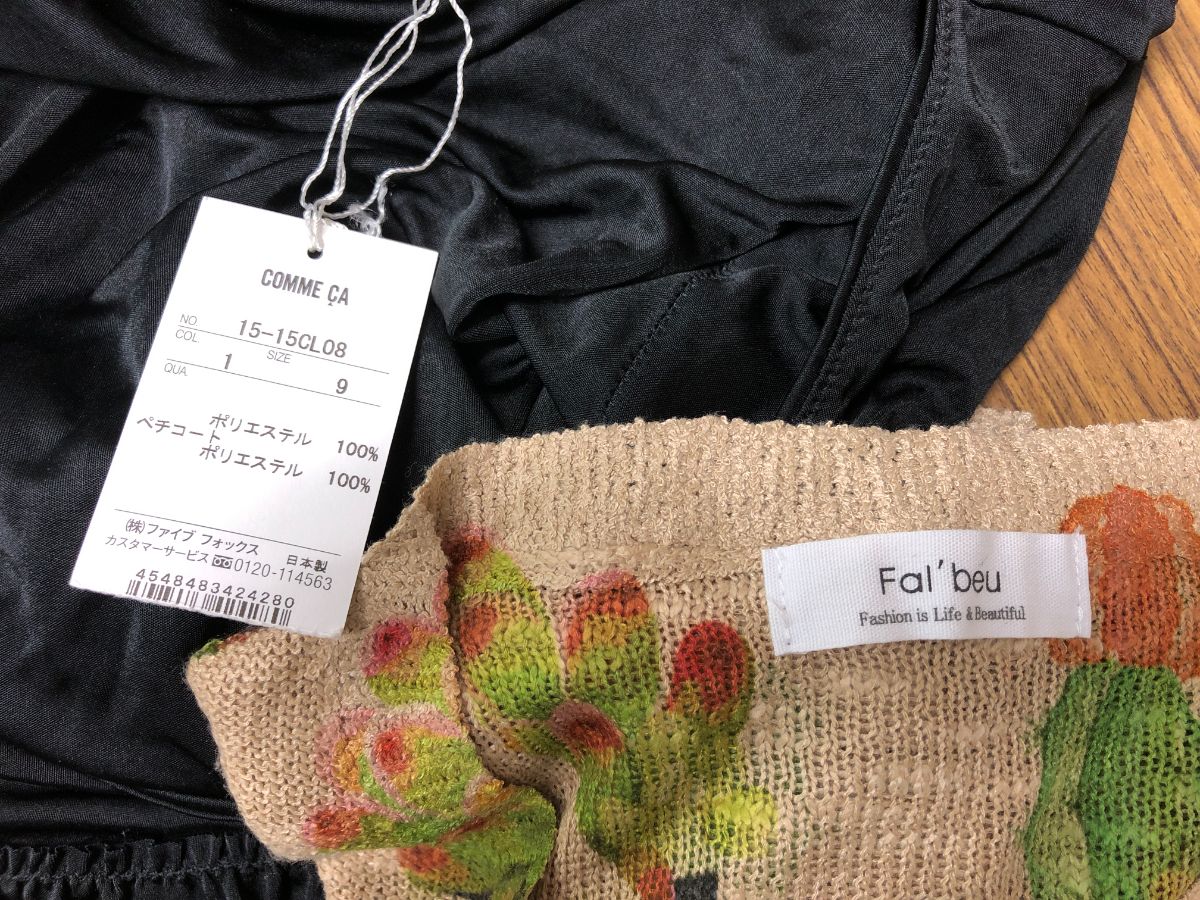 COMME ÇA
NO. 15-15CL08
COL. SIZE
1 9
QUA.
ポリエステル 100%
ペチコート
ポリエステル 100%
(株)ファイブ フォックス 日本製
カスタマーサービス 0120-114563
4548483424280
Fal'beu
Fashion is Life & Beautiful